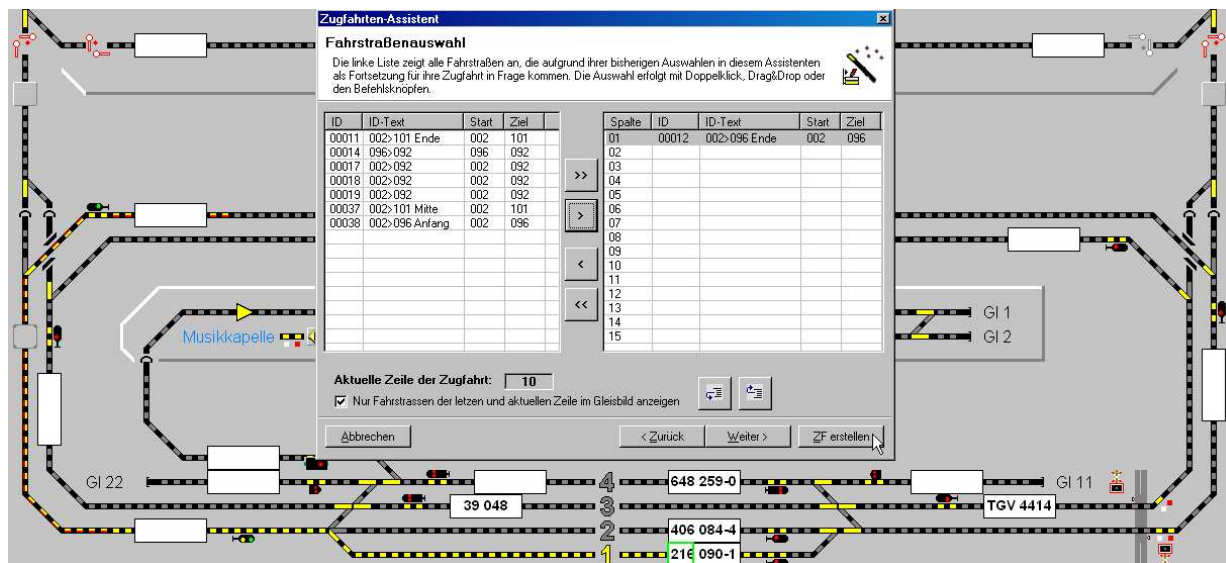 Zugfahrten-Assistent
Fahrstraßenauswahl
Die linke Liste zeigt alle Fahrstraßen an, die aufgrund ihrer bisherigen Auswahlen in diesem Assistenten
als Fortsetzung für ihre Zugfahrt in Frage kommen. Die Auswahl erfolgt mit Doppelklick, Drag&Drop oder
den Befehlsknöpfen.
ID ID-Text Start Ziel
00011 002>101 Ende 002 101
00014 096>092 096 092
00017 002>092 002 092
00018 002>092 002 092
00019 002>092 002 092
00037 002>101 Mitte 002 101
00038 002>096 Anfang 002 096
>>
>
<
<<
Spalte ID ID-Text Start Ziel
01 00012 002>096 Ende 002 096
02
03
04
05
06
07
08
09
10
11
12
13
14
15
Aktuelle Zeile der Zugfahrt: 10
Nur Fahrstrassen der letzen und aktuellen Zeile im Gleisbild anzeigen
Abbrechen < Zurück Weiter > ZF erstellen
Musikkapelle
Gl 1
Gl 2
Gl 22 4 648 259-0 Gl 11
39 048 3 TGV 4414
2 406 084-4
1 216 090-1